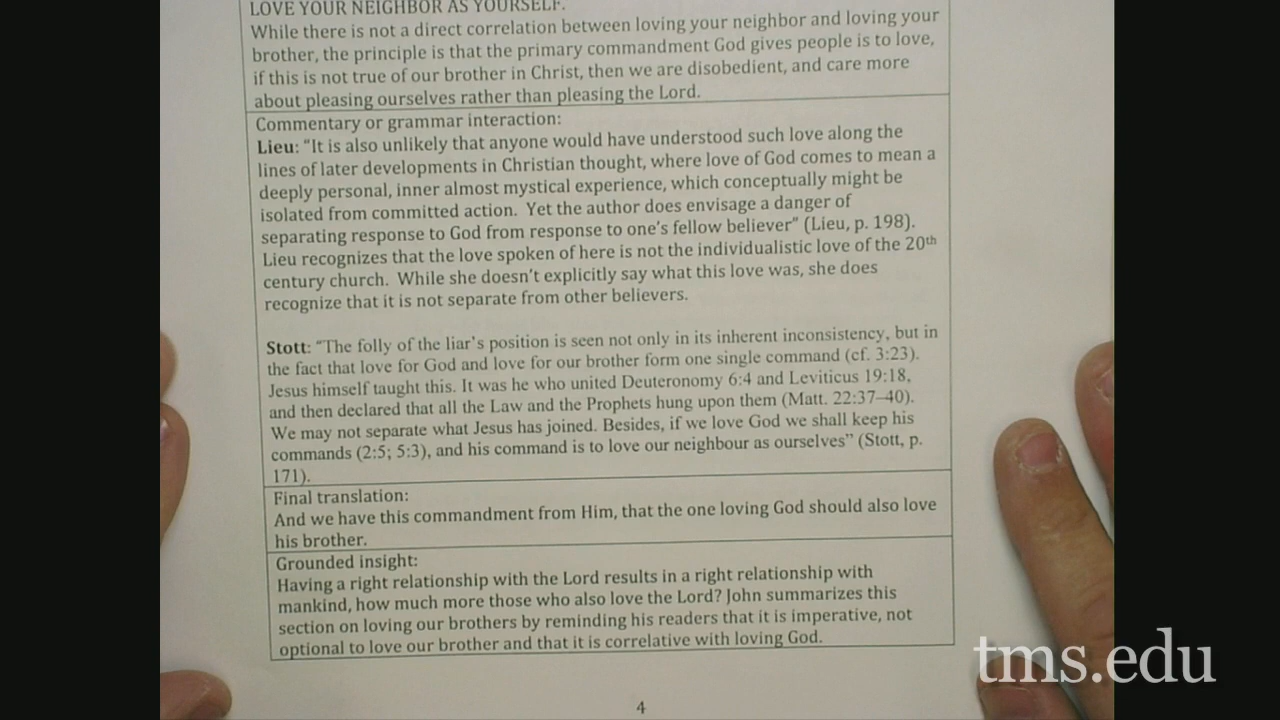 LOVE YOUR NEIGHBOR AS YOURSELF.
While there is not a direct correlation between loving your neighbor and loving your
brother, the principle is that the primary commandment God gives people is to love,
if this is not true of our brother in Christ, then we are disobedient, and care more
about pleasing ourselves rather than pleasing the Lord.
Commentary or grammar interaction:
Lieu: “It is also unlikely that anyone would have understood such love along the
lines of later developments in Christian thought, where love of God comes to mean a
deeply personal, inner almost mystical experience, which conceptually might be
isolated from committed action. Yet the author does envisage a danger of
separating response to God from response to one’s fellow believer” (Lieu, p. 198).
Lieu recognizes that the love spoken of here is not the individualistic love of the 20th
century church. While she doesn’t explicitly say what this love was, she does
recognize that it is not separate from other believers.
Stott: “The folly of the liar’s position is seen not only in its inherent inconsistency, but in
the fact that love for God and love for our brother form one single command (cf. 3:23).
Jesus himself taught this. It was he who united Deuteronomy 6:4 and Leviticus 19:18,
and then declared that all the Law and the Prophets hung upon them (Matt. 22:37–40).
We may not separate what Jesus has joined. Besides, if we love God we shall keep his
commands (2:5; 5:3), and his command is to love our neighbour as ourselves” (Stott, p.
171).
Final translation:
And we have this commandment from Him, that the one loving God should also love
his brother.
Grounded insight:
Having a right relationship with the Lord results in a right relationship with
mankind, how much more those who also love the Lord? John summarizes this
section on loving our brothers by reminding his readers that it is imperative, not
optional to love our brother and that it is correlative with loving God.
tms.edu
4